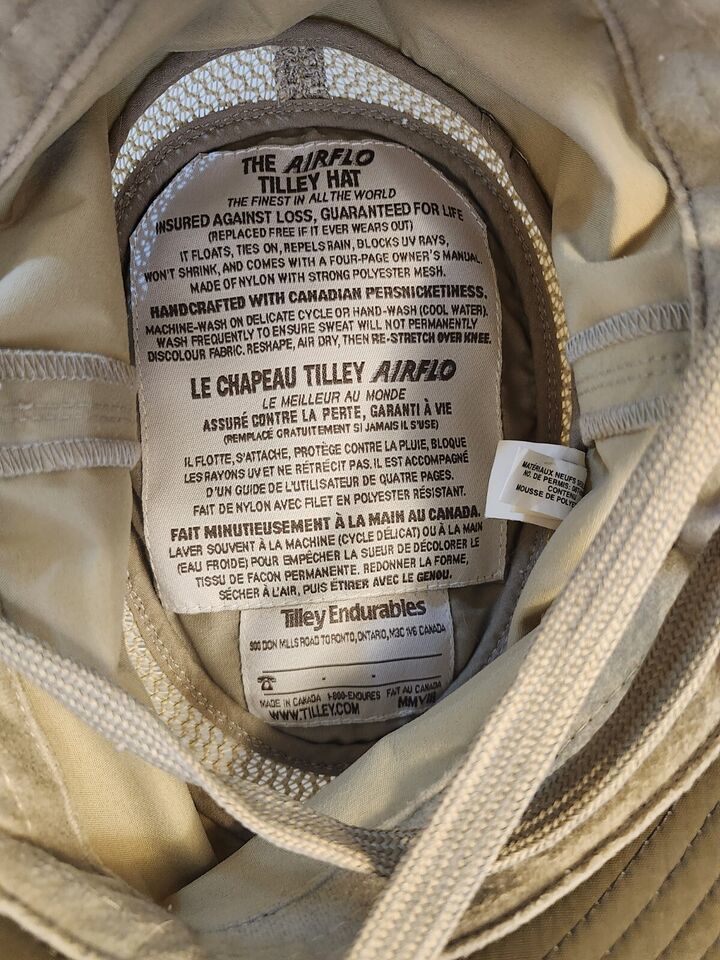 THE AIRFLO
TILLEY HAT
THE FINEST IN ALL THE WORLD
INSURED AGAINST LOSS, GUARANTEED FOR LIFE
(REPLACED FREE IF IT EVER WEARS OUT)
IT FLOATS, TIES ON, REPELS RAIN, BLOCKS UV RAYS,
WON'T SHRINK, AND COMES WITH A FOUR-PAGE OWNER'S MANUAL.
MADE OF NYLON WITH STRONG POLYESTER MESH.
HANDCRAFTED WITH CANADIAN PERSNICKETINESS.
MACHINE-WASH ON DELICATE CYCLE OR HAND-WASH (COOL WATER).
WASH FREQUENTLY TO ENSURE SWEAT WILL NOT PERMANENTLY
DISCOLOUR FABRIC. RESHAPE, AIR DRY, THEN RE-STRETCH OVER KNEE.
LE CHAPEAU TILLEY AIRFLO
LE MEILLEUR AU MONDE
ASSURÉ CONTRE LA PERTE, GARANTI À VIE
(REMPLACÉ GRATUITEMENT SI JAMAIS IL S'USE)
IL FLOTTE, S'ATTACHE, PROTÈGE CONTRE LA PLUIE, BLOQUE
LES RAYONS UV ET NE RÉTRÉCIT PAS. IL EST ACCOMPAGNÉ
D'UN GUIDE DE L'UTILISATEUR DE QUATRE PAGES.
FAIT DE NYLON AVEC FILET EN POLYESTER RÉSISTANT.
FAIT MINUTIEUSEMENT À LA MAIN AU CANADA.
LAVER SOUVENT À LA MACHINE (CYCLE DÉLICAT) OU À LA MAIN
(EAU FROIDE) POUR EMPÊCHER LA SUEUR DE DÉCOLORER LE
TISSU DE FAÇON PERMANENTE. REDONNER LA FORME,
SÉCHER À L'AIR, PUIS ÉTIRER AVEC LE GENOU.
Tilley Endurables
900 DON MILLS ROAD TORONTO, ONTARIO, M3C 1V6 CANADA
MADE IN CANADA 1-800-ENDURES FAIT AU CANADA
WWW.TILLEY.COM MMVIII
MATÉRIAUX NEUFS
NO. DE PERMIS:
MOUSSE DE